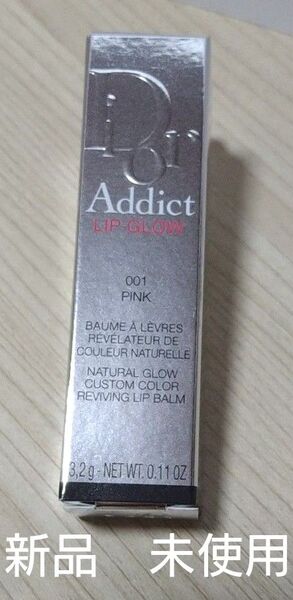 Dior
Addict
LIP GLOW
001
PINK
BAUME À LÈVRES
RÉVÉLATEUR DE
COULEUR NATURELLE
NATURAL GLOW
CUSTOM COLOR
REVIVING LIP BALM
3,2 g - NET WT. 0.11 OZ
新品 未使用